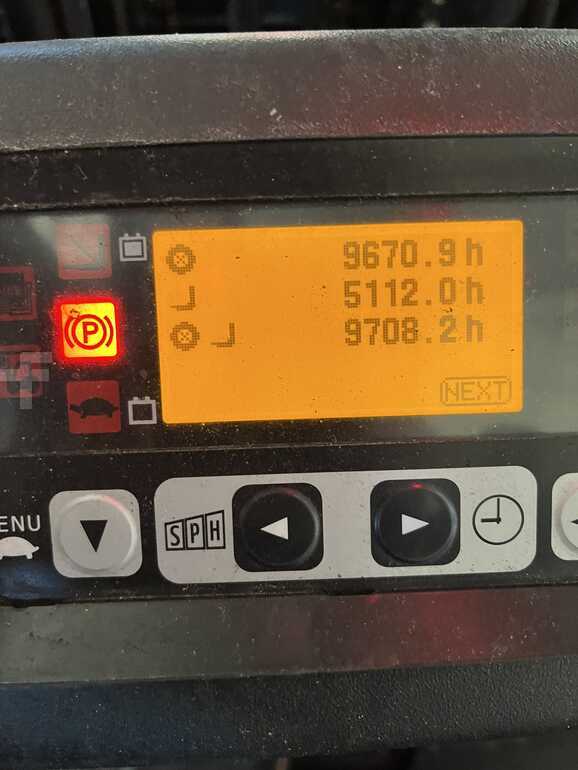 9670.9h
5112.0h
(P)
9708.2h
NEXT
ENU
SPH